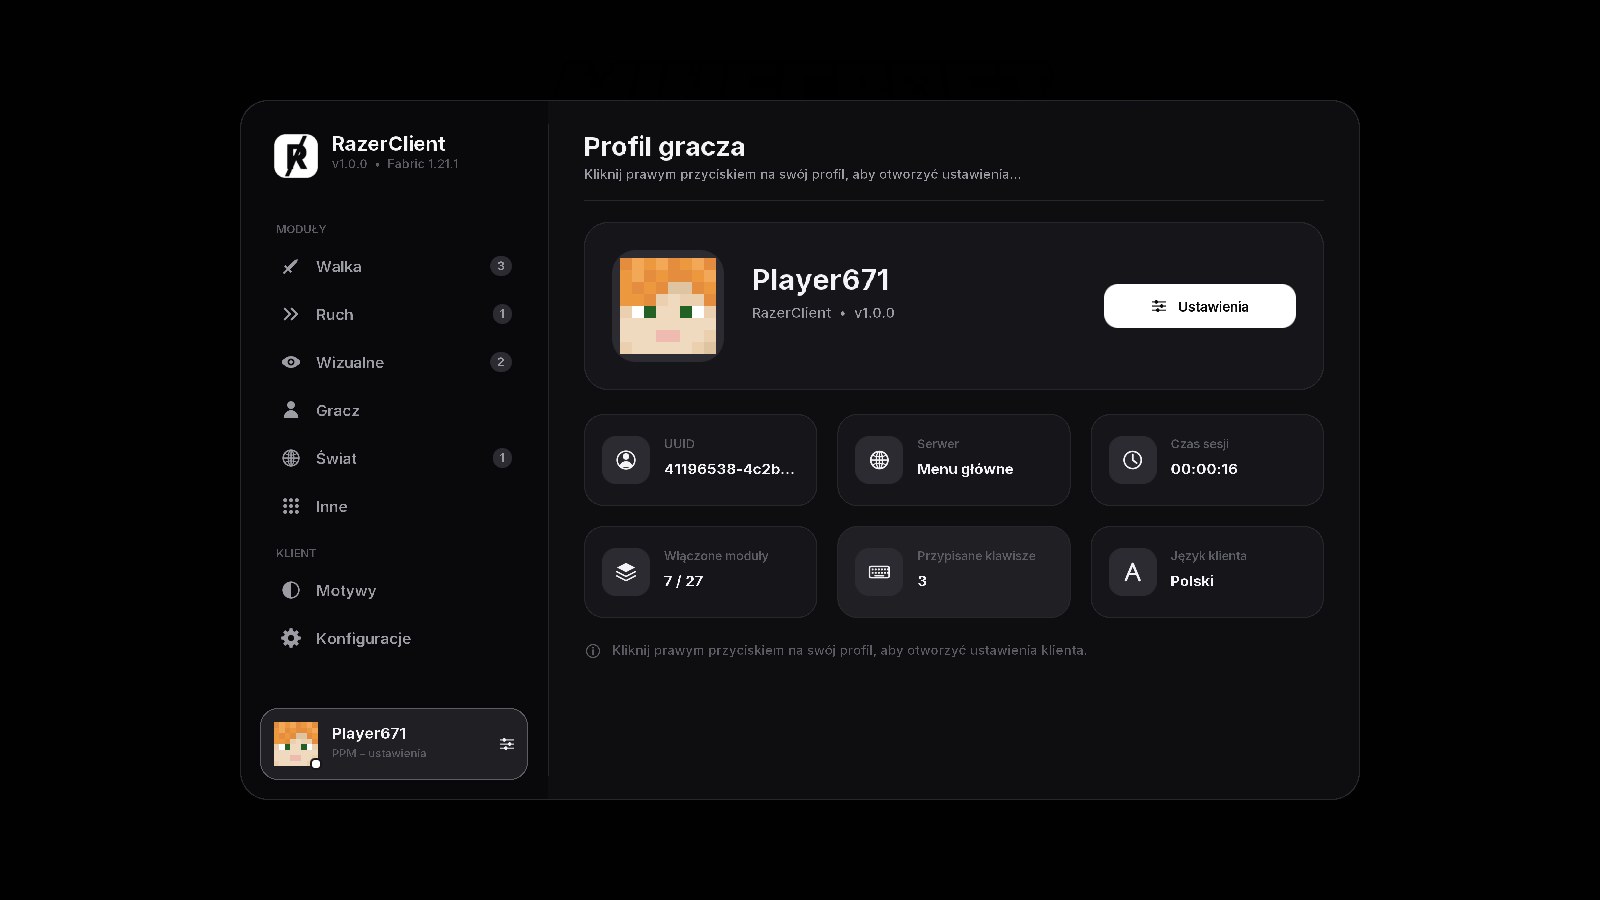 RazerClient
v1.0.0 • Fabric 1.21.1
MODUŁY
Walka 3
Ruch 1
Wizualne 2
Gracz
Świat 1
Inne
KLIENT
Motywy
Konfiguracje
Player671
PPM – ustawienia
Profil gracza
Kliknij prawym przyciskiem na swój profil, aby otworzyć ustawienia...
Player671
RazerClient • v1.0.0
Ustawienia
UUID
41196538-4c2b...
Serwer
Menu główne
Czas sesji
00:00:16
Włączone moduły
7 / 27
Przypisane klawisze
3
Język klienta
Polski
Kliknij prawym przyciskiem na swój profil, aby otworzyć ustawienia klienta.